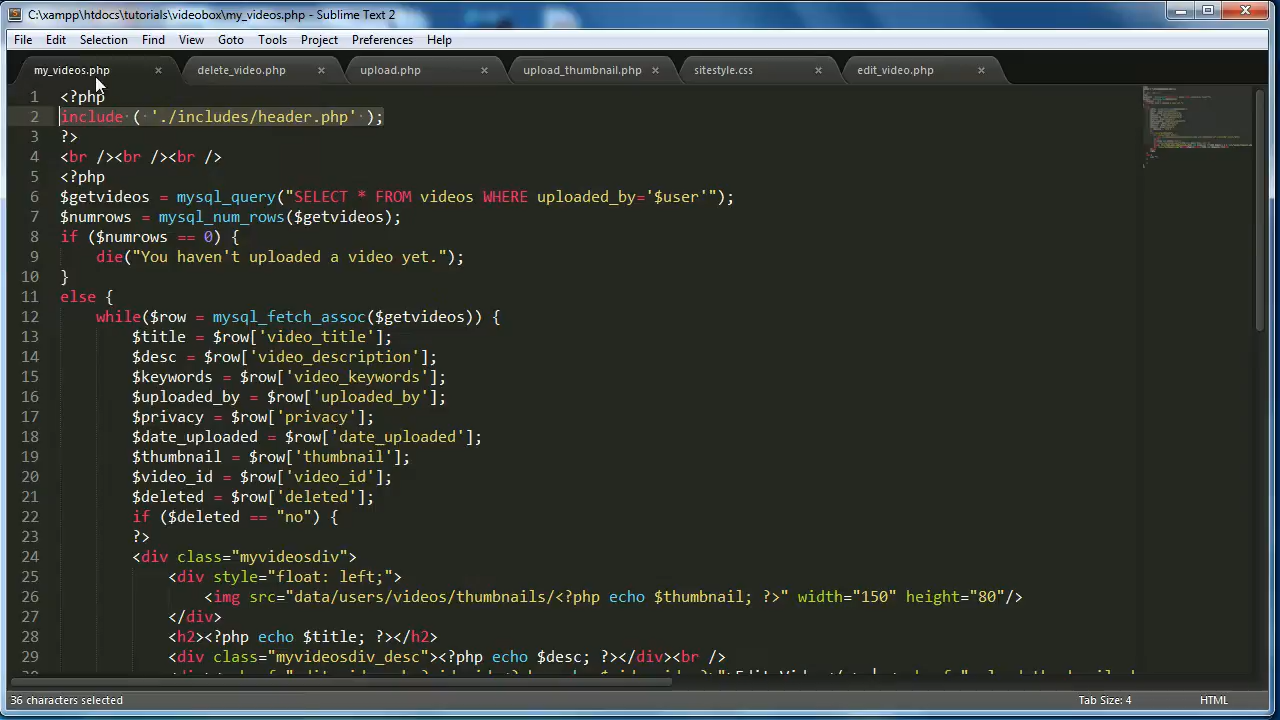 C:\xampp\htdocs\tutorials\videobox\my_videos.php - Sublime Text 2
File Edit Selection Find View Goto Tools Project Preferences Help
my_videos.php delete_video.php upload.php upload_thumbnail.php sitestyle.css edit_video.php
1 <?php
2 include ( './includes/header.php' );
3 ?>
4 <br /><br /><br />
5 <?php
6 $getvideos = mysql_query("SELECT * FROM videos WHERE uploaded_by='$user'");
7 $numrows = mysql_num_rows($getvideos);
8 if ($numrows == 0) {
9 die("You haven't uploaded a video yet.");
10 }
11 else {
12 while($row = mysql_fetch_assoc($getvideos)) {
13 $title = $row['video_title'];
14 $desc = $row['video_description'];
15 $keywords = $row['video_keywords'];
16 $uploaded_by = $row['uploaded_by'];
17 $privacy = $row['privacy'];
18 $date_uploaded = $row['date_uploaded'];
19 $thumbnail = $row['thumbnail'];
20 $video_id = $row['video_id'];
21 $deleted = $row['deleted'];
22 if ($deleted == "no") {
23 ?>
24 <div class="myvideosdiv">
25 <div style="float: left;">
26 <img src="data/users/videos/thumbnails/<?php echo $thumbnail; ?>" width="150" height="80"/>
27 </div>
28 <h2><?php echo $title; ?></h2>
29 <div class="myvideosdiv_desc"><?php echo $desc; ?></div><br />
36 characters selected Tab Size: 4 HTML